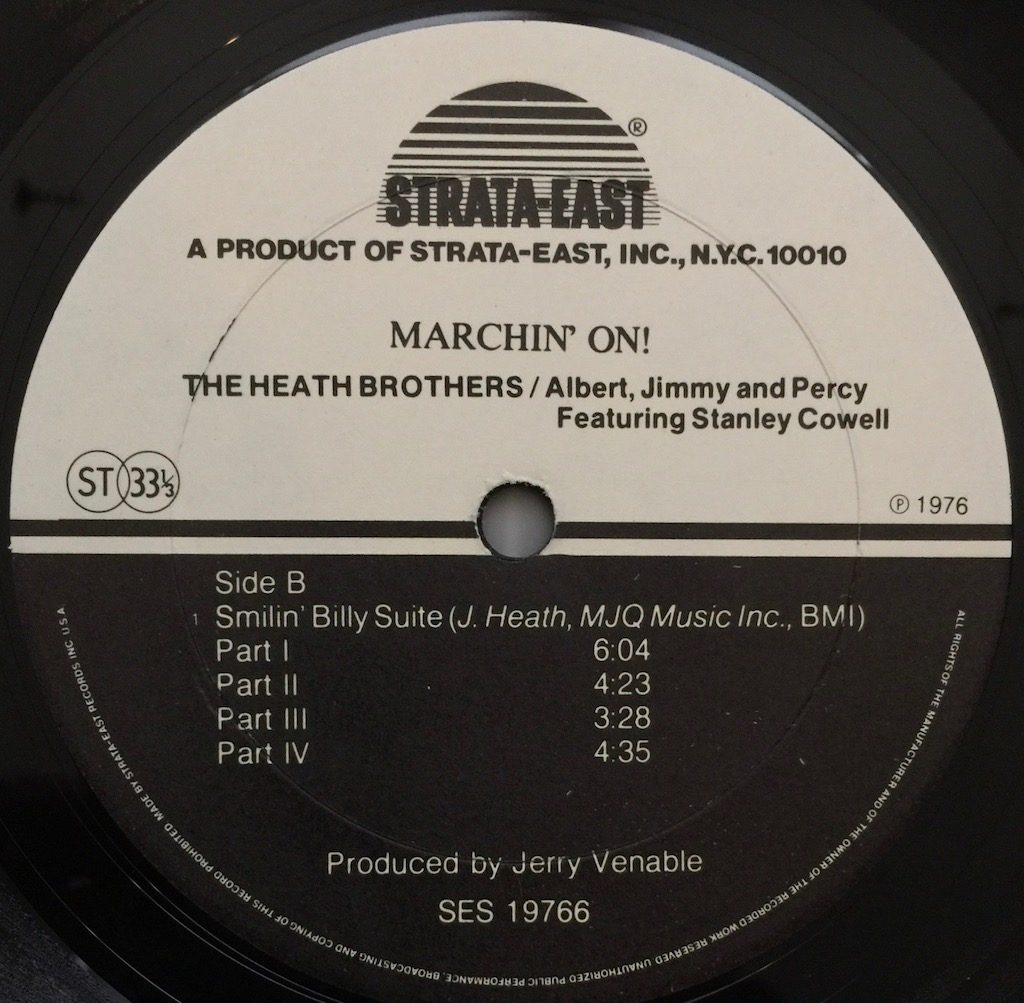 ®
STRATA-EAST
A PRODUCT OF STRATA-EAST, INC., N.Y.C. 10010
MARCHIN' ON!
THE HEATH BROTHERS / Albert, Jimmy and Percy
Featuring Stanley Cowell
ST 33⅓
℗ 1976
Side B
1 Smilin' Billy Suite (J. Heath, MJQ Music Inc., BMI)
Part I 6:04
Part II 4:23
Part III 3:28
Part IV 4:35
Produced by Jerry Venable
SES 19766
ALL RIGHTS OF THE MANUFACTURER AND OF THE OWNER OF THE RECORDED WORK RESERVED UNAUTHORIZED PUBLIC PERFORMANCE, BROADCASTING AND COPYING OF THIS RECORD PROHIBITED MADE BY STRATA-EAST RECORDS INC U.S.A